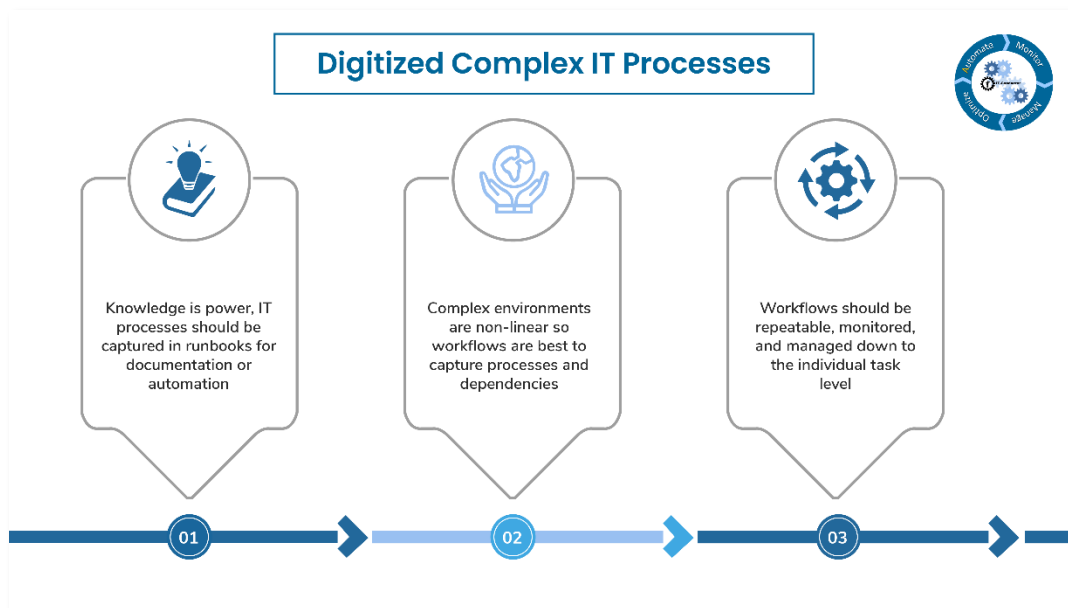 Digitized Complex IT Processes
Automate
Monitor
Manage
Optimize
Knowledge is power, IT
processes should be
captured in runbooks for
documentation or
automation
Complex environments
are non-linear so
workflows are best to
capture processes and
dependencies
Workflows should be
repeatable, monitored,
and managed down to
the individual task
level
01
02
03